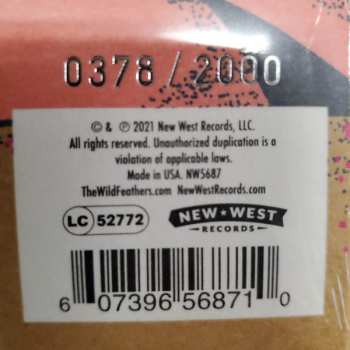 0378/2000
© & ℗ 2021 New West Records, LLC.
All rights reserved. Unauthorized duplication is a
violation of applicable laws.
Made in USA. NW5687
TheWildFeathers.com NewWestRecords.com
LC 52772
NEW★WEST
RECORDS
6 07396 56871 0